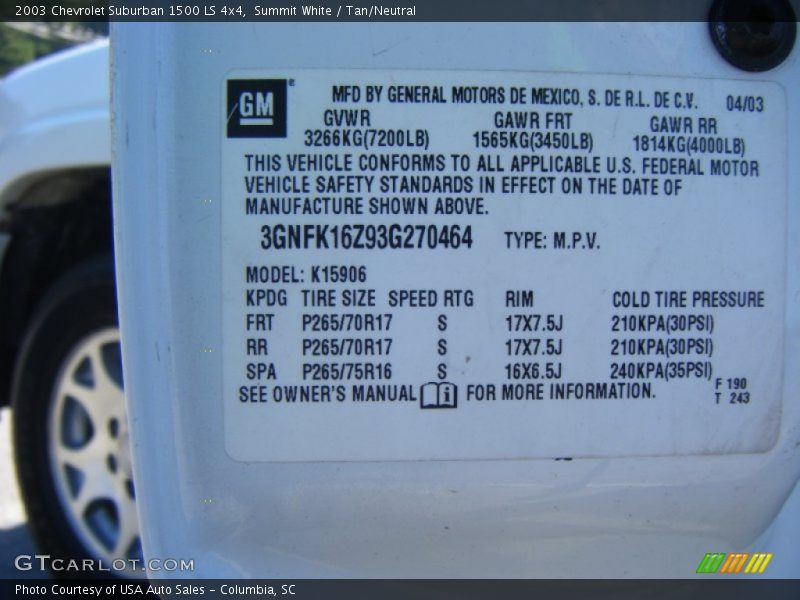 2003 Chevrolet Suburban 1500 LS 4x4, Summit White / Tan/Neutral
GM
MFD BY GENERAL MOTORS DE MEXICO, S. DE R.L. DE C.V. 04/03
GVWR GAWR FRT GAWR RR
3266KG(7200LB) 1565KG(3450LB) 1814KG(4000LB)
THIS VEHICLE CONFORMS TO ALL APPLICABLE U.S. FEDERAL MOTOR
VEHICLE SAFETY STANDARDS IN EFFECT ON THE DATE OF
MANUFACTURE SHOWN ABOVE.
3GNFK16Z93G270464 TYPE: M.P.V.
MODEL: K15906
KPDG TIRE SIZE SPEED RTG RIM COLD TIRE PRESSURE
FRT P265/70R17 S 17X7.5J 210KPA(30PSI)
RR P265/70R17 S 17X7.5J 210KPA(30PSI)
SPA P265/75R16 S 16X6.5J 240KPA(35PSI)
SEE OWNER'S MANUAL FOR MORE INFORMATION.
F 190
T 243
GTCARLOT.COM
Photo Courtesy of USA Auto Sales - Columbia, SC